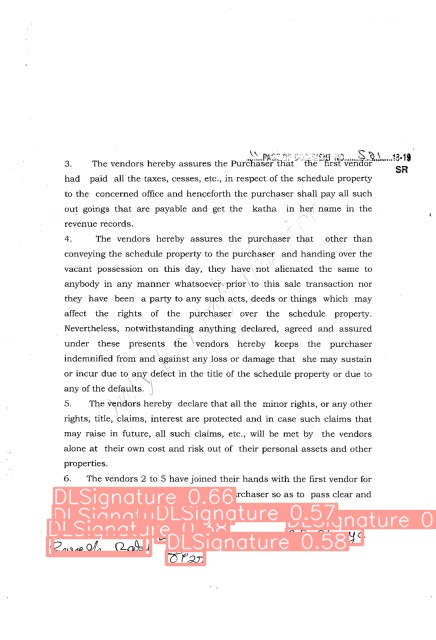 11 PAGE OF DOCUMENT NO. 581 18-19
SR
3. The vendors hereby assures the Purchaser that the first vendor
had paid all the taxes, cesses, etc., in respect of the schedule property
to the concerned office and henceforth the purchaser shall pay all such
out goings that are payable and get the katha in her name in the
revenue records.
4. The vendors hereby assures the purchaser that other than
conveying the schedule property to the purchaser and handing over the
vacant possession on this day, they have not alienated the same to
anybody in any manner whatsoever prior to this sale transaction nor
they have been a party to any such acts, deeds or things which may
affect the rights of the purchaser over the schedule property.
Nevertheless, notwithstanding anything declared, agreed and assured
under these presents the vendors hereby keeps the purchaser
indemnified from and against any loss or damage that she may sustain
or incur due to any defect in the title of the schedule property or due to
any of the defaults.
5. The vendors hereby declare that all the minor rights, or any other
rights, title, claims, interest are protected and in case such claims that
may raise in future, all such claims, etc., will be met by the vendors
alone at their own cost and risk out of their personal assets and other
properties.
6. The vendors 2 to 5 have joined their hands with the first vendor for
rchaser so as to pass clear and
DLSignature 0.66
DLSignature 0.57
DLSignature 0
DLSignature 0.38
DLSignature 0.58